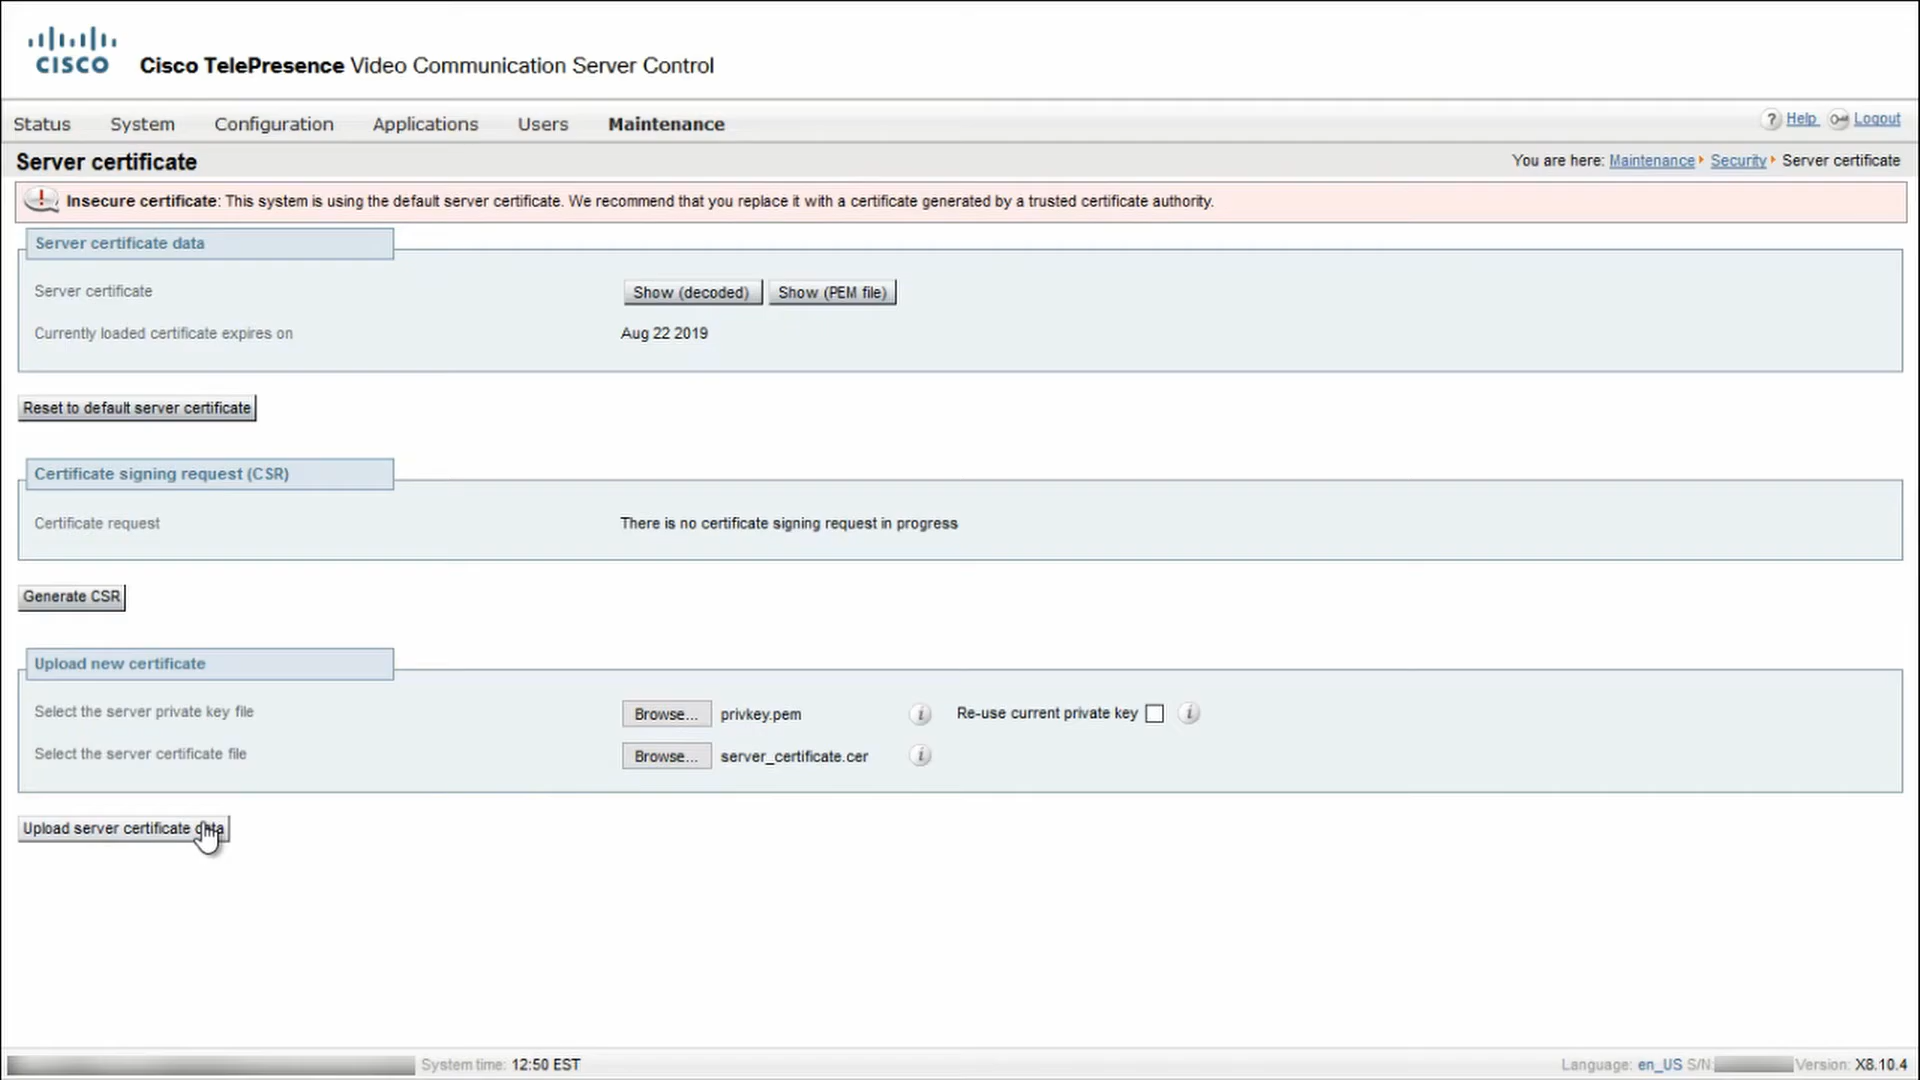 CISCO
Cisco TelePresence Video Communication Server Control
Status System Configuration Applications Users Maintenance
? Help Logout
Server certificate
You are here: Maintenance Security Server certificate
! Insecure certificate: This system is using the default server certificate. We recommend that you replace it with a certificate generated by a trusted certificate authority.
Server certificate data
Server certificate Show (decoded) Show (PEM file)
Currently loaded certificate expires on Aug 22 2019
Reset to default server certificate
Certificate signing request (CSR)
Certificate request There is no certificate signing request in progress
Generate CSR
Upload new certificate
Select the server private key file Browse... privkey.pem i Re-use current private key i
Select the server certificate file Browse... server_certificate.cer i
Upload server certificate data
System time: 12:50 EST
Language: en_US S/N: Version: X8.10.4